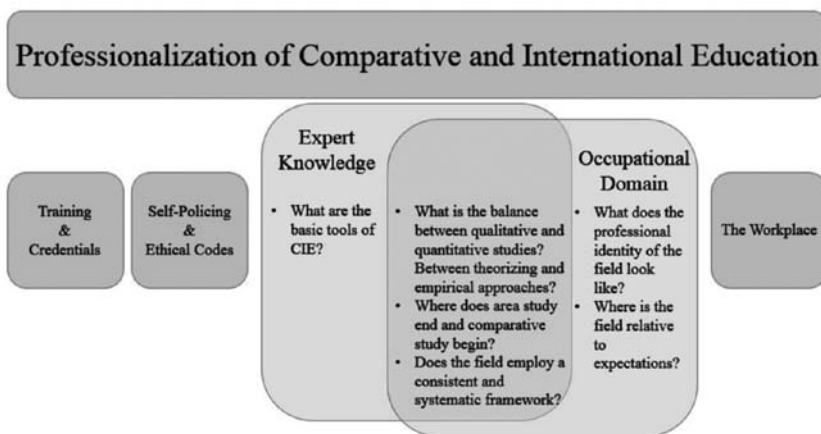 Professionalization of Comparative and International Education
Training
&
Credentials
Self-Policing
&
Ethical Codes
Expert
Knowledge
• What are the
basic tools of
CIE?
• What is the balance
between qualitative and
quantitative studies?
Between theorizing and
empirical approaches?
• Where does area study
end and comparative
study begin?
• Does the field employ a
consistent and
systematic framework?
Occupational
Domain
• What does the
professional
identity of the
field look
like?
• Where is the
field relative
to
expectations?
The Workplace